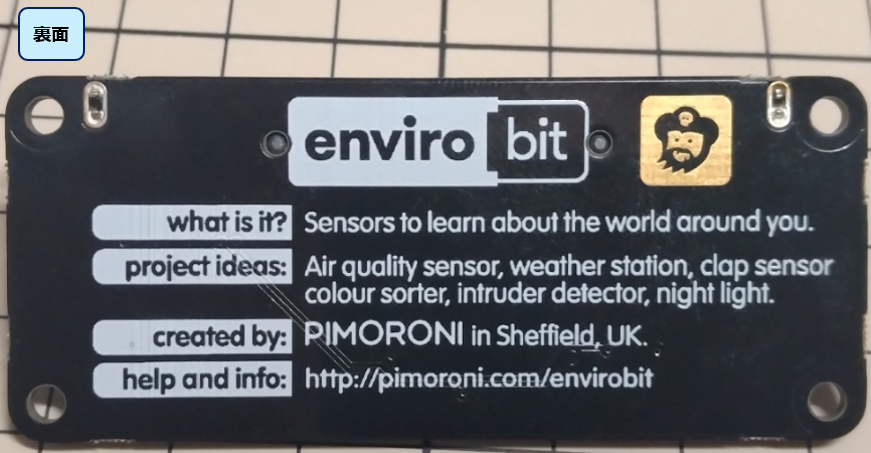 裏面
enviro bit
what is it? Sensors to learn about the world around you.
project ideas: Air quality sensor, weather station, clap sensor
colour sorter, intruder detector, night light.
created by: PIMORONI in Sheffield, UK.
help and info: http://pimoroni.com/envirobit